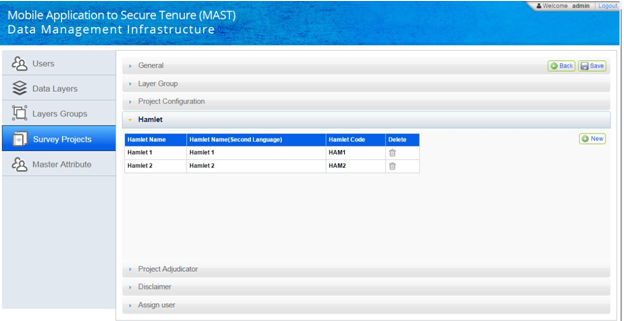 Welcome admin | Logout
Mobile Application to Secure Tenure (MAST)
Data Management Infrastructure
Users
Data Layers
Layers Groups
Survey Projects
Master Attribute
General
Back Save
Layer Group
Project Configuration
Hamlet
Hamlet Name Hamlet Name(Second Language) Hamlet Code Delete
New
Hamlet 1 Hamlet 1 HAM1
Hamlet 2 Hamlet 2 HAM2
Project Adjudicator
Disclaimer
Assign user